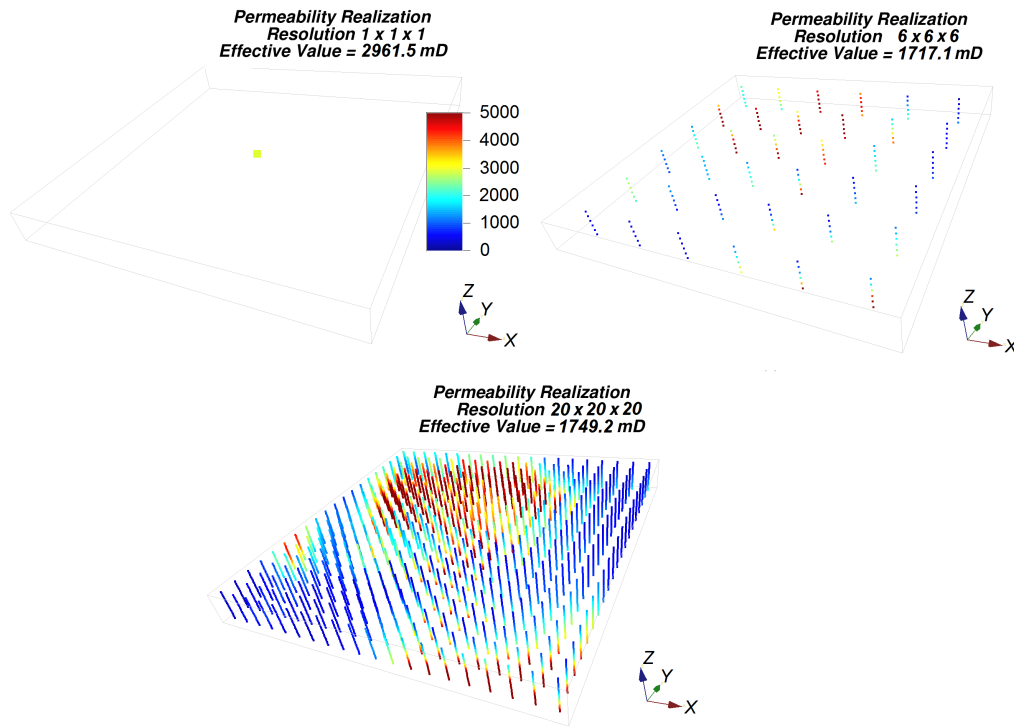 Permeability Realization
Resolution 1 x 1 x 1
Effective Value = 2961.5 mD
5000
4000
3000
2000
1000
0
Z
Y
X
Permeability Realization
Resolution 6 x 6 x 6
Effective Value = 1717.1 mD
Z
Y
X
Permeability Realization
Resolution 20 x 20 x 20
Effective Value = 1749.2 mD
Z
Y
X